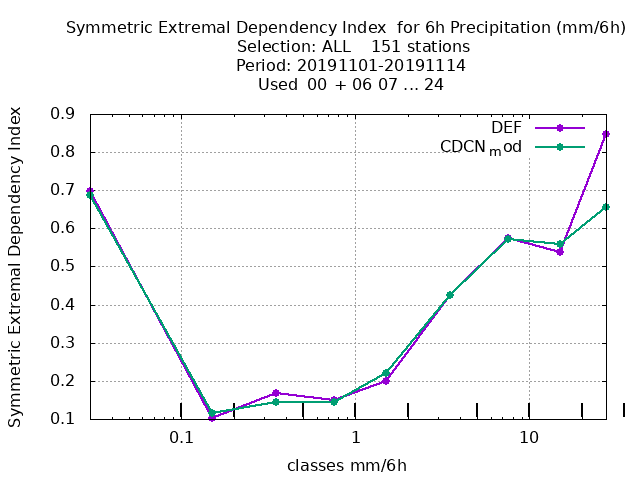 Symmetric Extremal Dependency Index  for 6h Precipitation (mm/6h)
Selection: ALL    151 stations
Period: 20191101-20191114
Used  00  + 06 07 ... 24
DEF
CDCN_mod
Symmetric Extremal Dependency Index
0.9
0.8
0.7
0.6
0.5
0.4
0.3
0.2
0.1
0.1 1 10
classes mm/6h